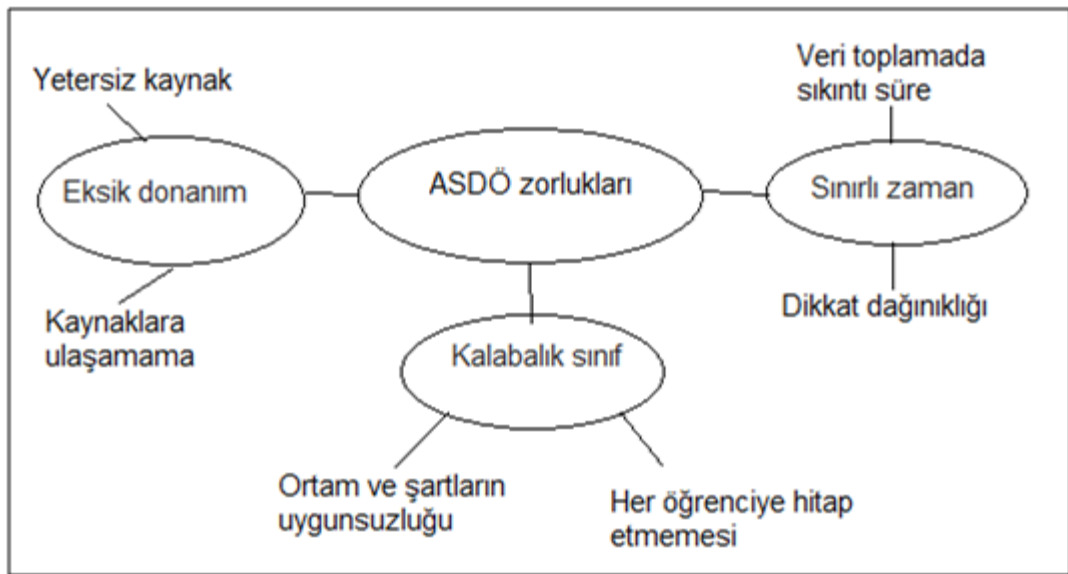 Yetersiz kaynak
Eksik donanım
Kaynaklara
ulaşamama
ASDÖ zorlukları
Kalabalık sınıf
Ortam ve şartların
uygunsuzluğu
Her öğrenciye hitap
etmemesi
Veri toplamada
sıkıntı süre
Sınırlı zaman
Dikkat dağınıklığı